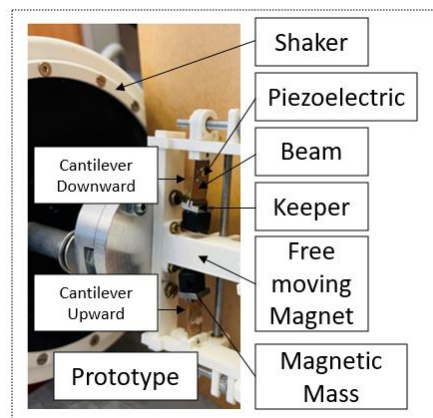 Shaker
Piezoelectric
Beam
Cantilever
Downward
Keeper
Free
moving
Magnet
Cantilever
Upward
Magnetic
Mass
Prototype